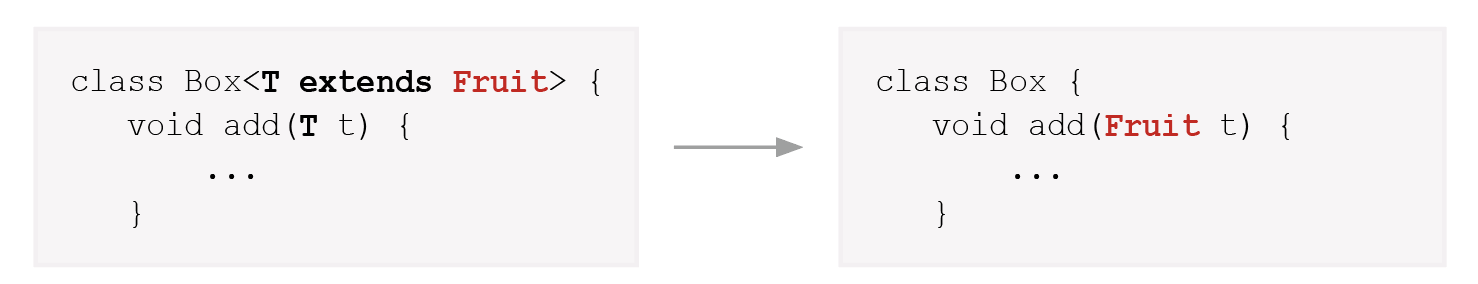 class Box<T extends Fruit> {
void add(T t) {
...
}
class Box {
void add(Fruit t) {
...
}